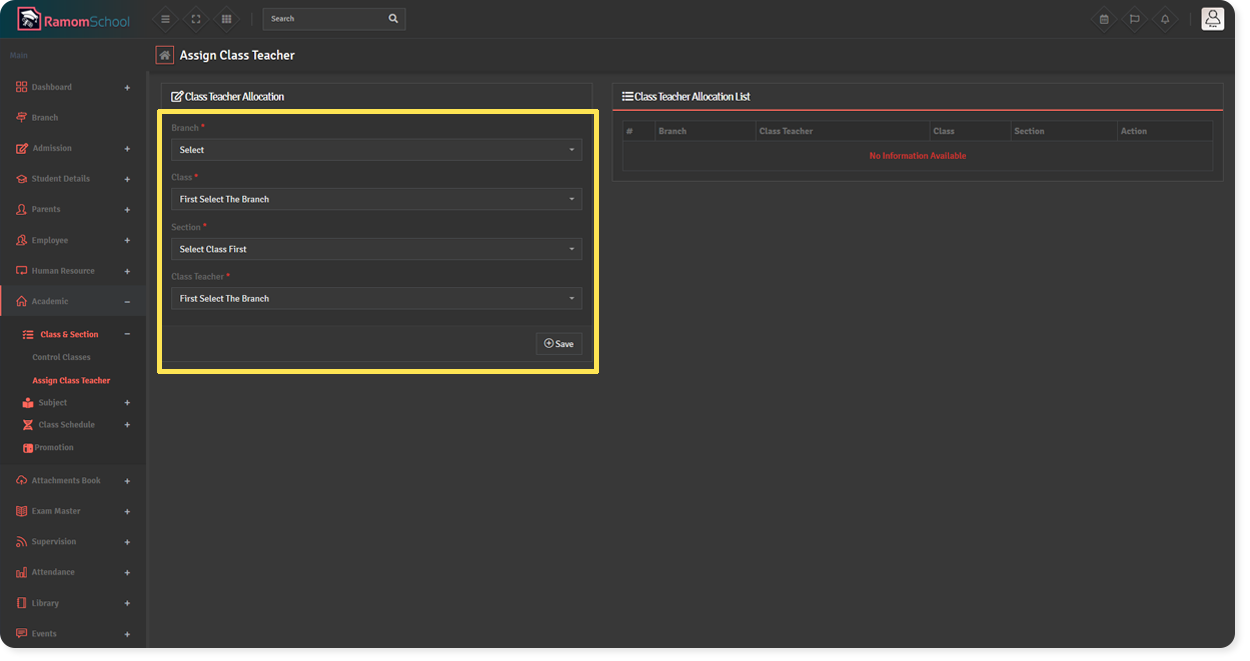 RamomSchool
Search
Main
Dashboard
Branch
Admission
Student Details
Parents
Employee
Human Resource
Academic
Class & Section
Control Classes
Assign Class Teacher
Subject
Class Schedule
Promotion
Attachments Book
Exam Master
Supervision
Attendance
Library
Events
Assign Class Teacher
Class Teacher Allocation
Branch *
Select
Class *
First Select The Branch
Section *
Select Class First
Class Teacher *
First Select The Branch
Save
Class Teacher Allocation List
# Branch Class Teacher Class Section Action
No Information Available